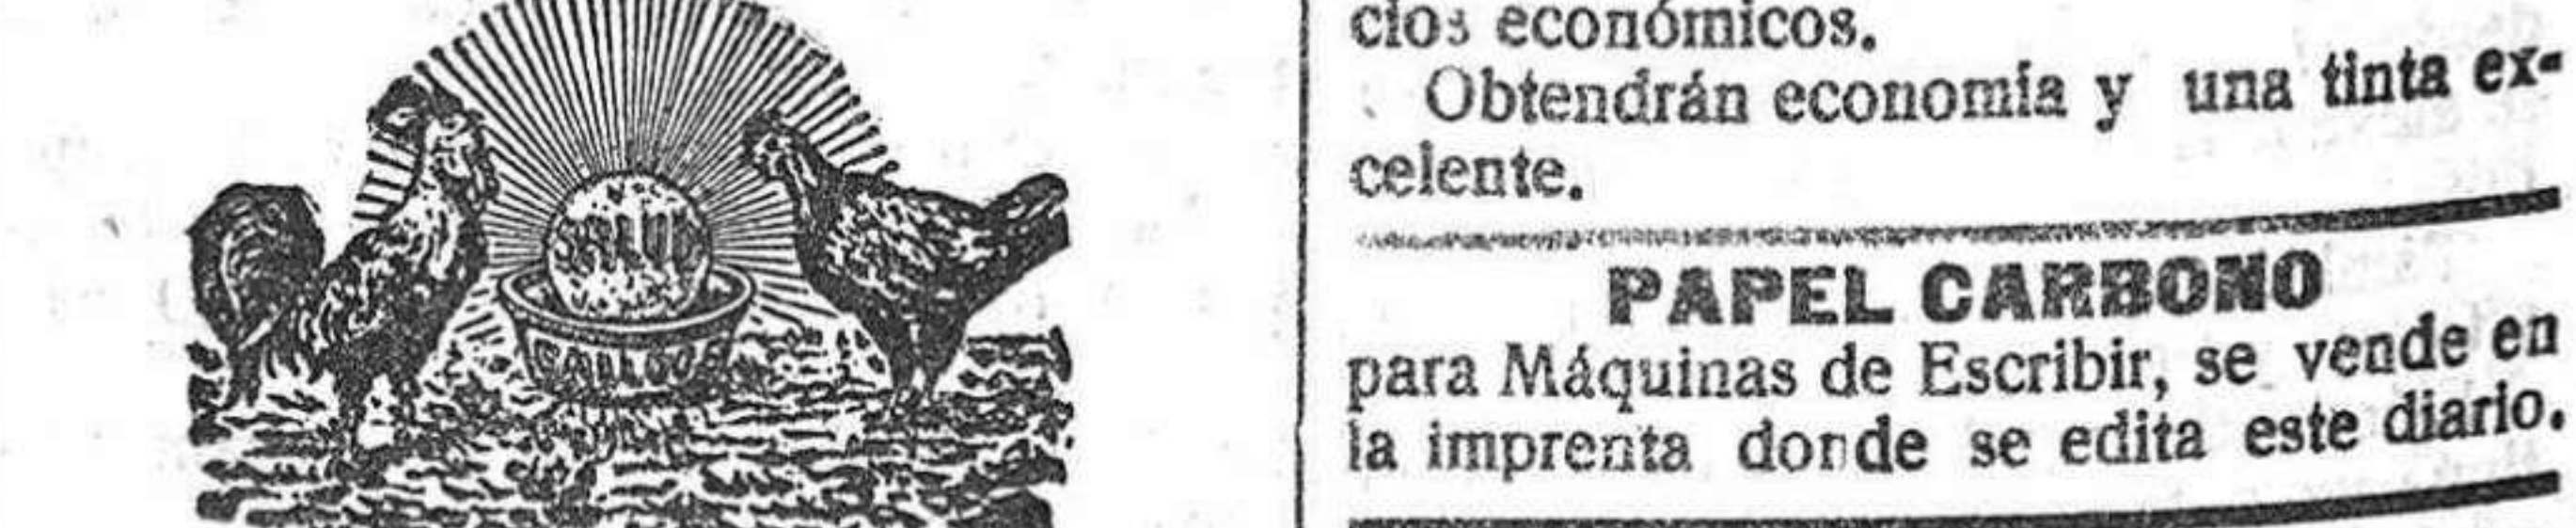 cios económicos.
Obtendrán economía y una tinta ex-
celente.
PAPEL CARBONO
para Máquinas de Escribir, se vende en
la imprenta donde se edita este diario.